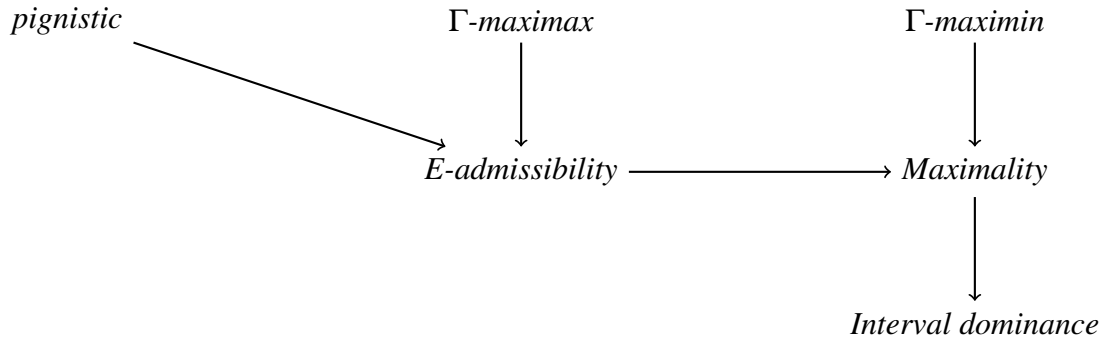 pignistic
Γ-maximax
Γ-maximin
E-admissibility
Maximality
Interval dominance